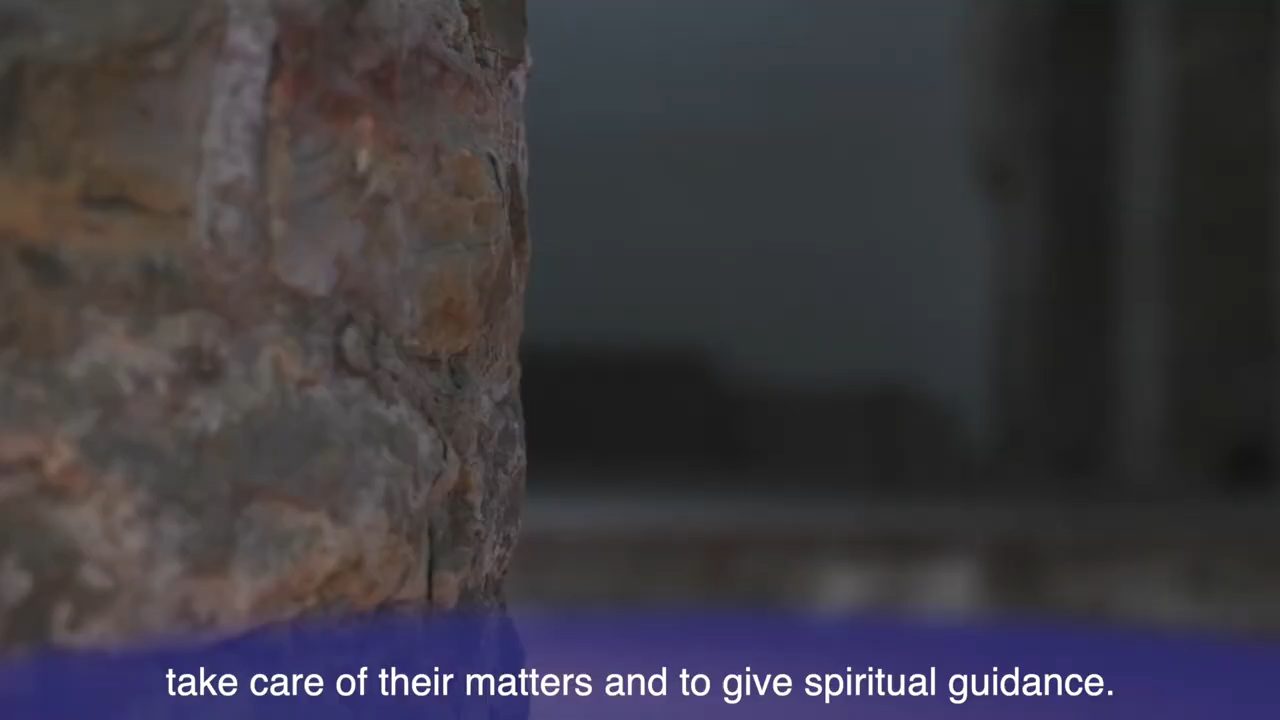 take care of their matters and to give spiritual guidance.